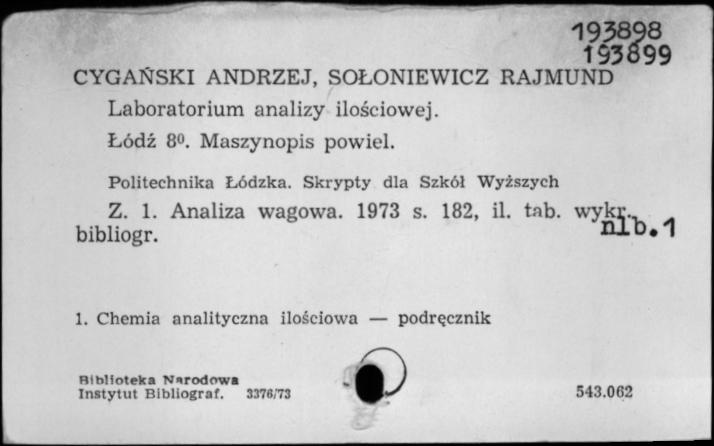 193898
193899
CYGAŃSKI ANDRZEJ, SOŁONIEWICZ RAJMUND
Laboratorium analizy ilościowej.
Łódź 8º. Maszynopis powiel.
Politechnika Łódzka. Skrypty dla Szkół Wyższych
Z. 1. Analiza wagowa. 1973 s. 182, il. tab. wykr.
nlb. 1
bibliogr.
1. Chemia analityczna ilościowa — podręcznik
Biblioteka Narodowa
Instytut Bibliograf. 3376/73
543.062